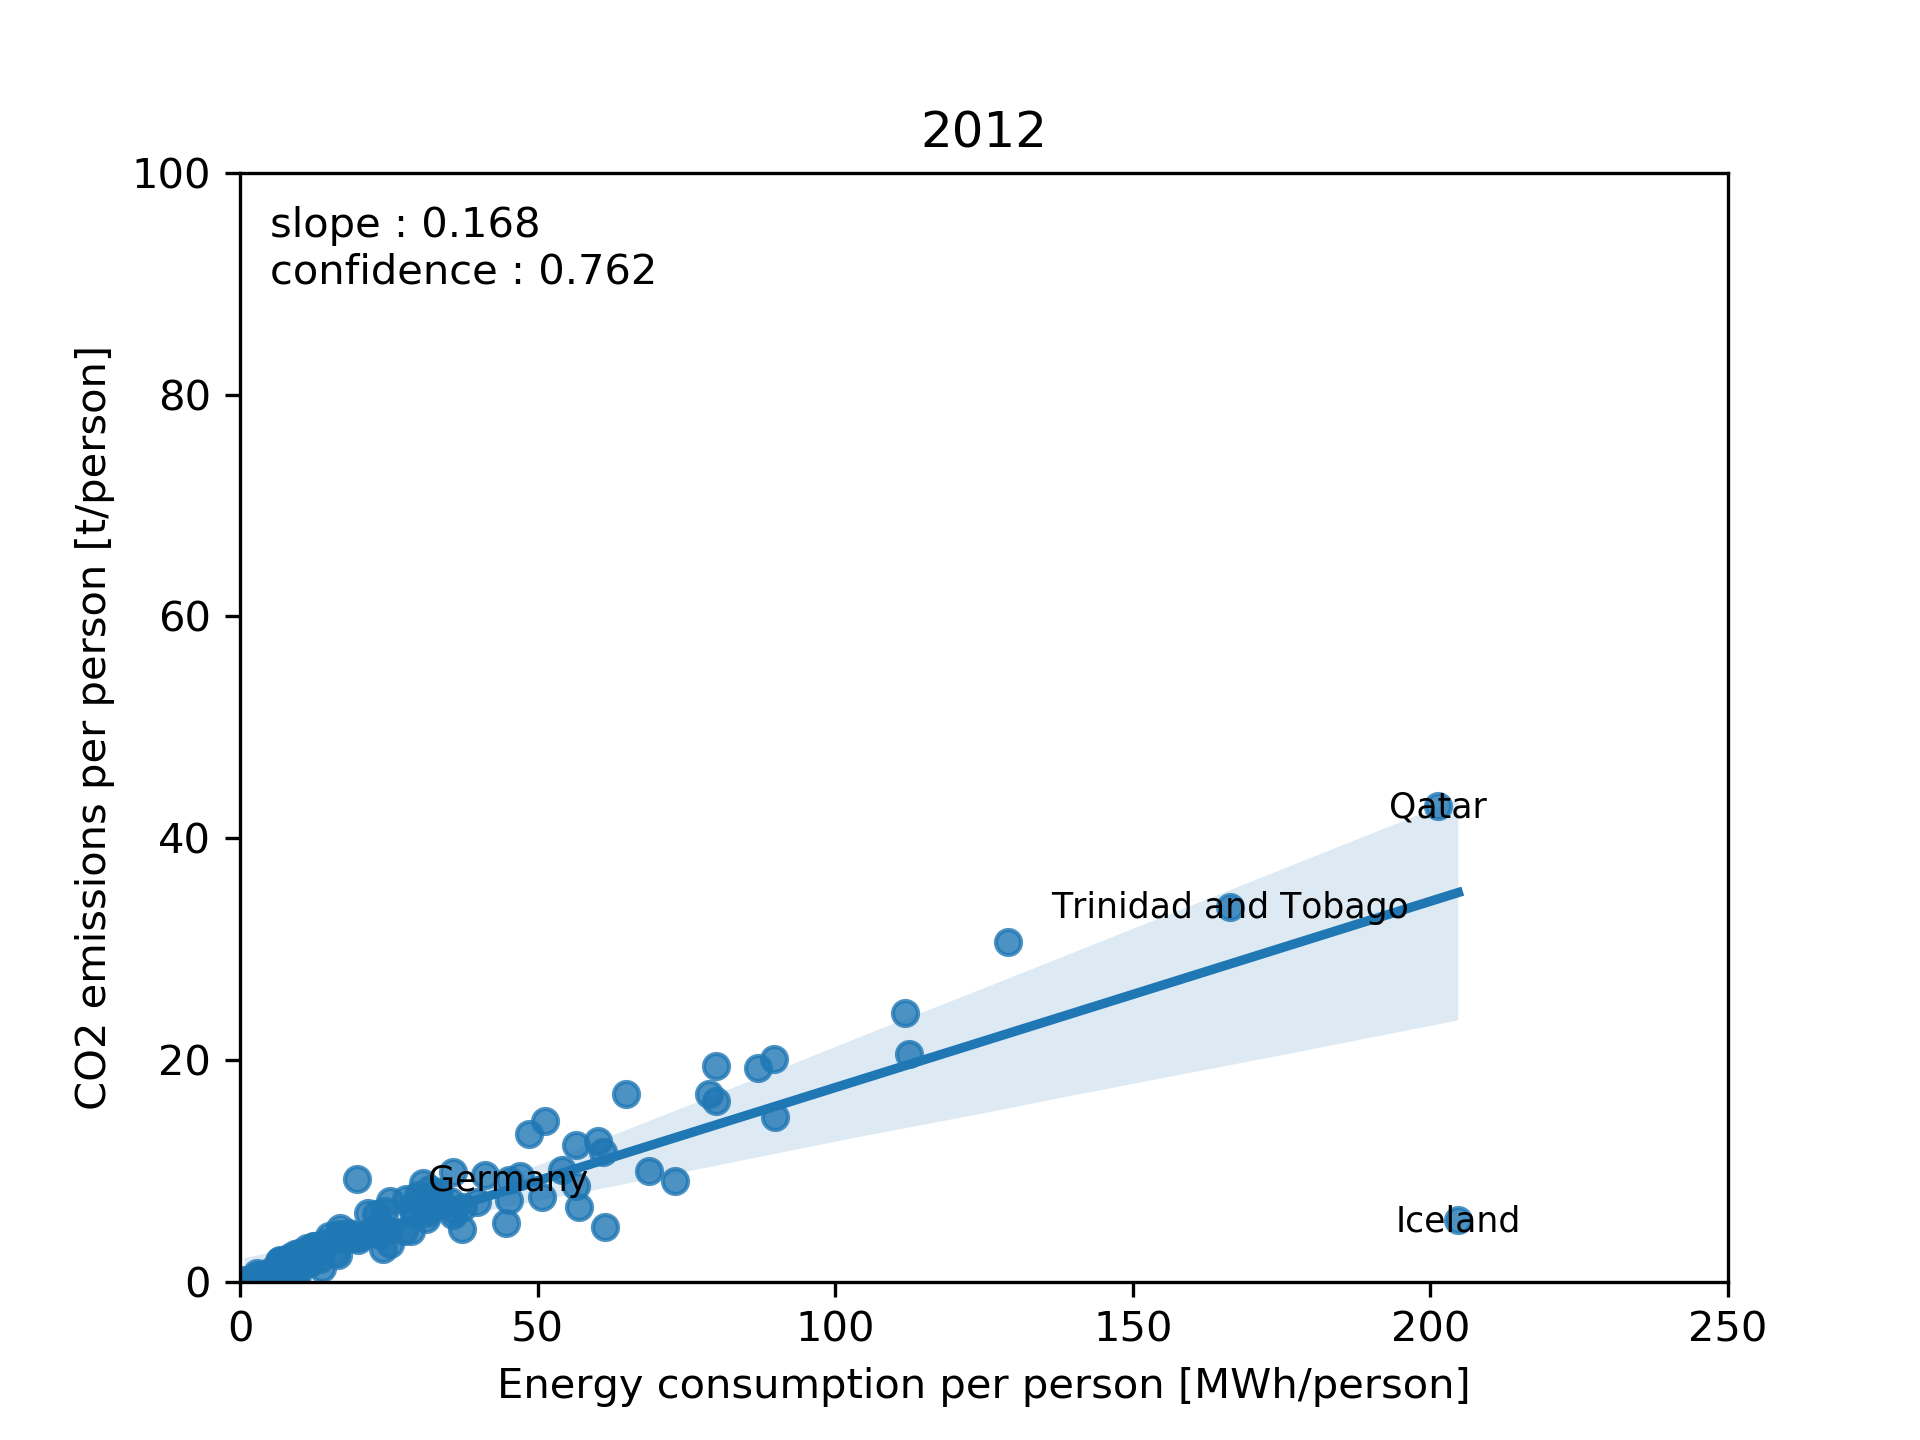 2012
slope : 0.168
confidence : 0.762
CO2 emissions per person [t/person]
100
80
60
40
20
0
Qatar
Trinidad and Tobago
Germany
Iceland
0 50 100 150 200 250
Energy consumption per person [MWh/person]